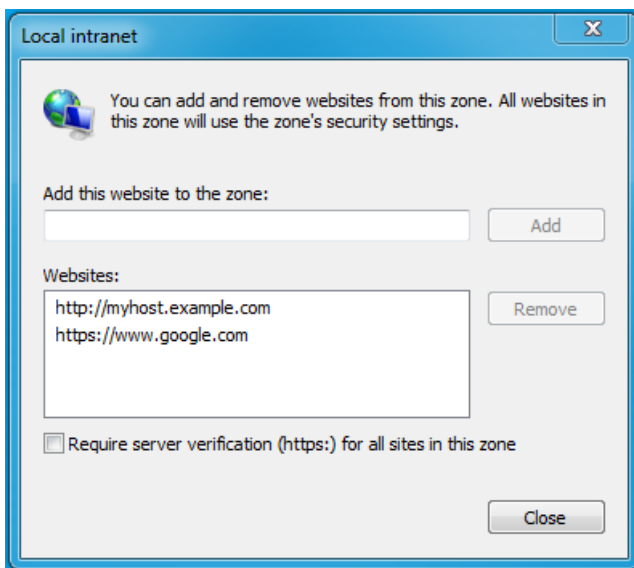 Local intranet
You can add and remove websites from this zone. All websites in
this zone will use the zone's security settings.
Add this website to the zone:
Add
Websites:
http://myhost.example.com
https://www.google.com
Remove
Require server verification (https:) for all sites in this zone
Close